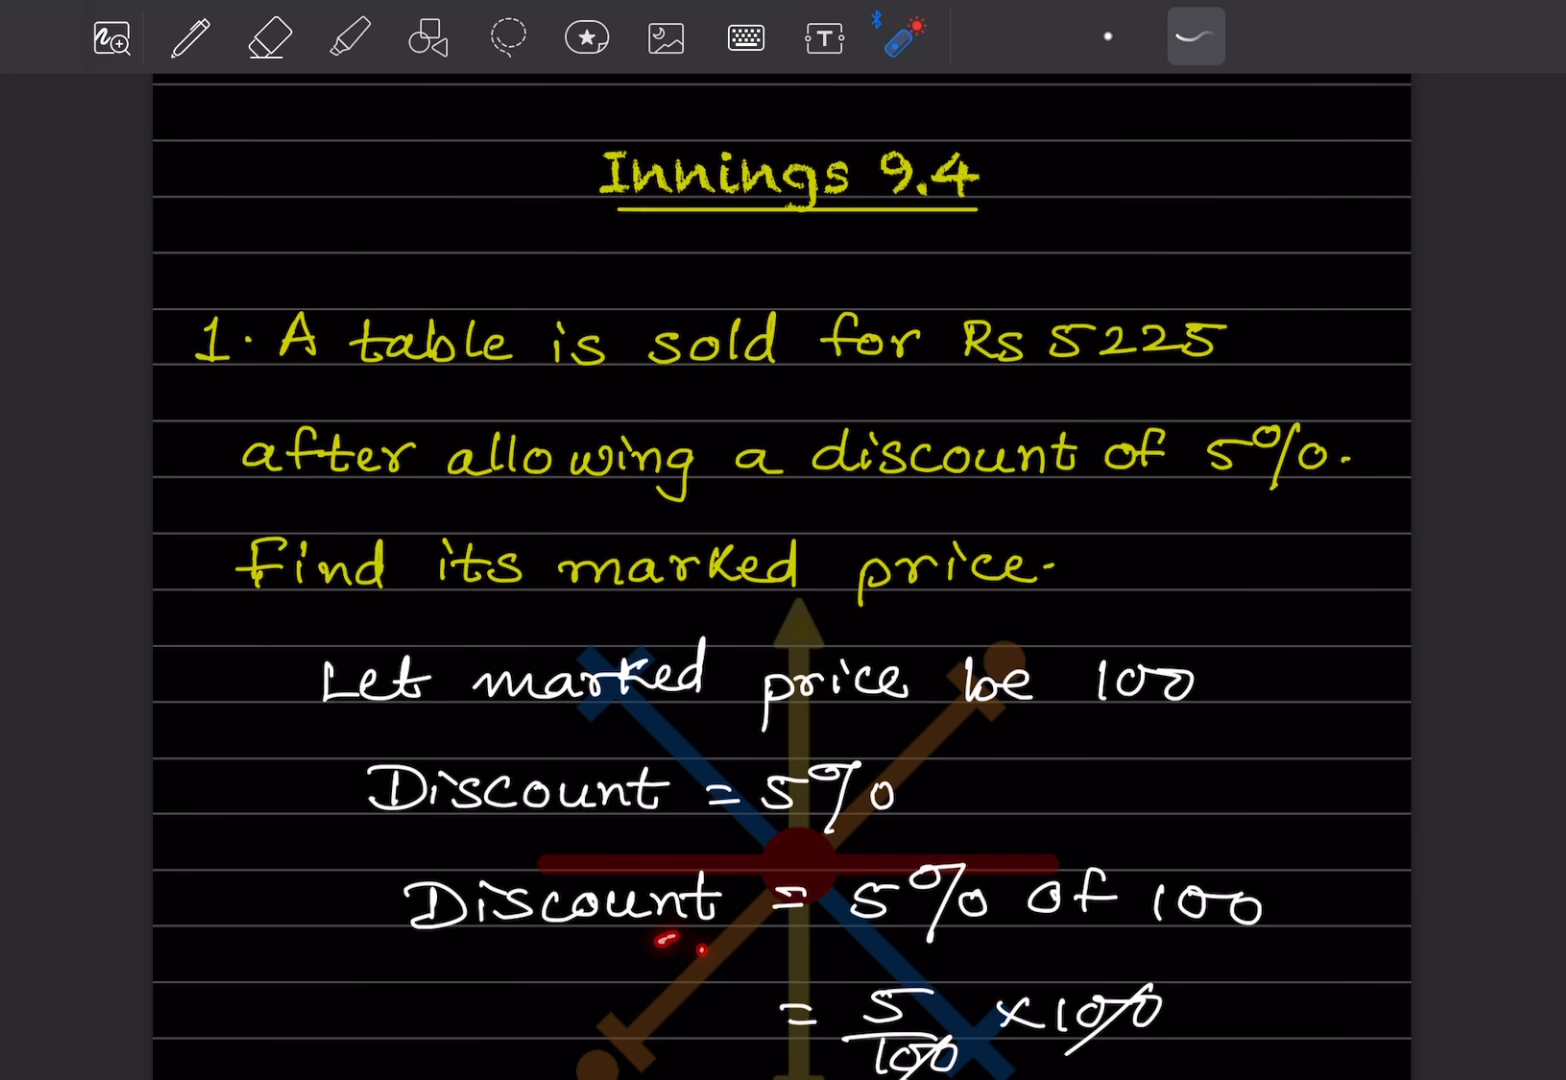 Innings 9.4
1. A table is sold for Rs 5225
after allowing a discount of 5%.
Find its marked price.
Let marked price be 100
Discount = 5%
Discount = 5% of 100
= 5/100 × 100